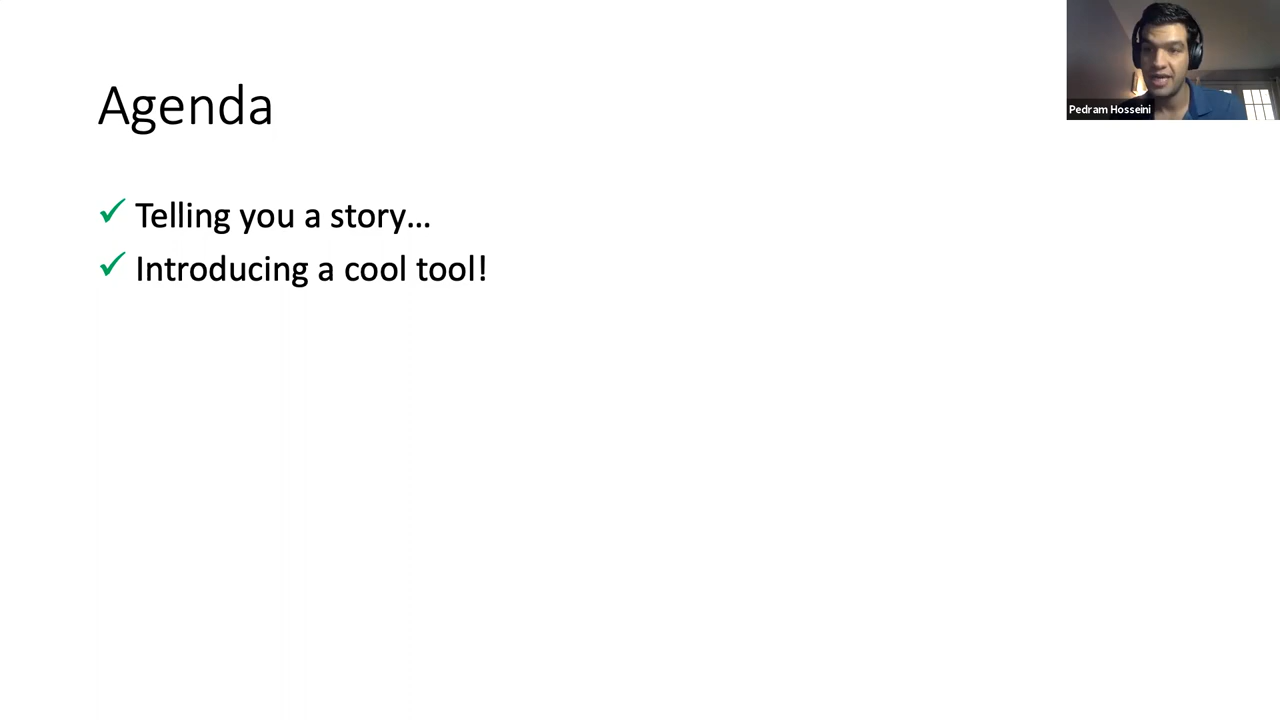 Agenda
✓ Telling you a story...
✓ Introducing a cool tool!
Pedram Hosseini